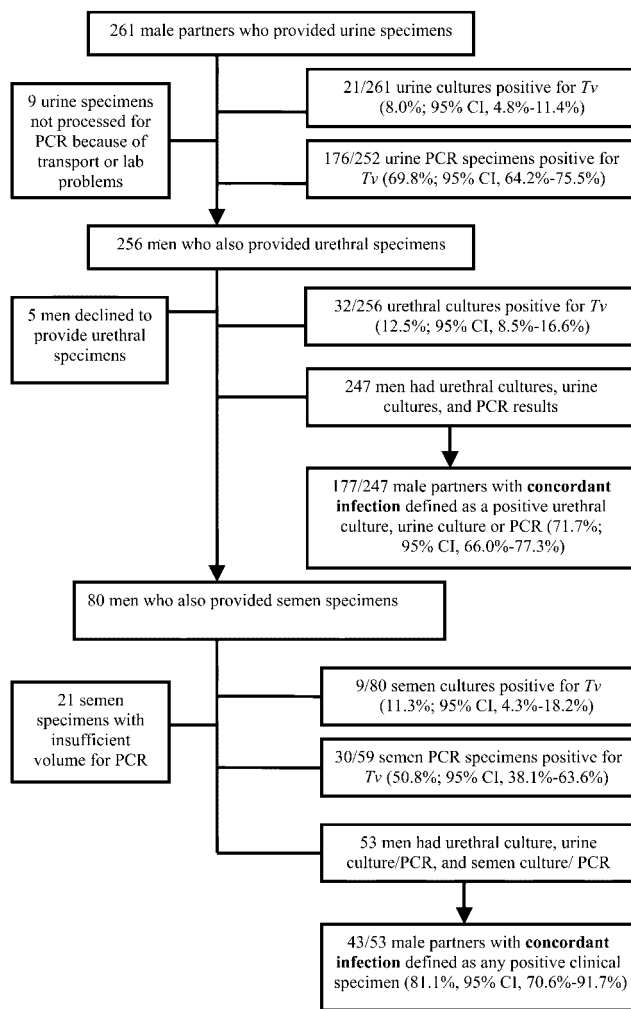 261 male partners who provided urine specimens
21/261 urine cultures positive for Tv
(8.0%; 95% CI, 4.8%-11.4%)
9 urine specimens
not processed for
PCR because of
transport or lab
problems
176/252 urine PCR specimens positive for
Tv (69.8%; 95% CI, 64.2%-75.5%)
256 men who also provided urethral specimens
5 men declined to
provide urethral
specimens
32/256 urethral cultures positive for Tv
(12.5%; 95% CI, 8.5%-16.6%)
247 men had urethral cultures, urine
cultures, and PCR results
177/247 male partners with concordant
infection defined as a positive urethral
culture, urine culture or PCR (71.7%;
95% CI, 66.0%-77.3%)
80 men who also provided semen specimens
21 semen
specimens with
insufficient
volume for PCR
9/80 semen cultures positive for Tv
(11.3%; 95% CI, 4.3%-18.2%)
30/59 semen PCR specimens positive for
Tv (50.8%; 95% CI, 38.1%-63.6%)
53 men had urethral culture, urine
culture/PCR, and semen culture/ PCR
43/53 male partners with concordant
infection defined as any positive clinical
specimen (81.1%, 95% CI, 70.6%-91.7%)